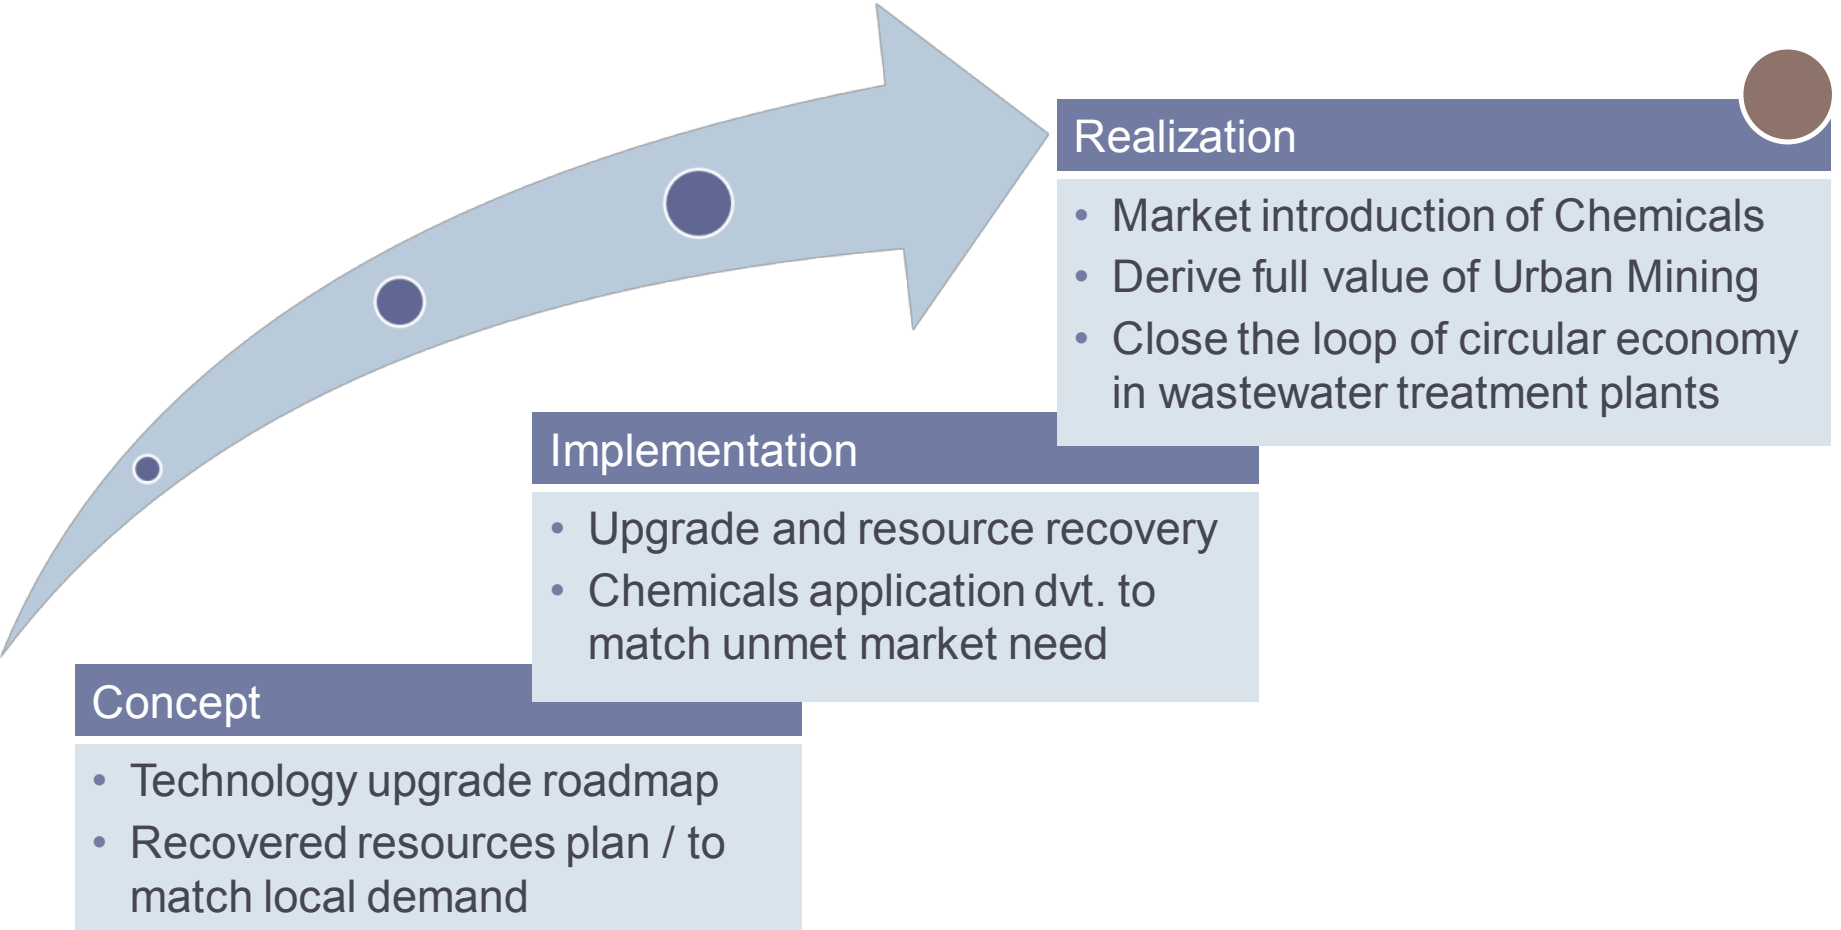 Realization
• Market introduction of Chemicals
• Derive full value of Urban Mining
• Close the loop of circular economy
in wastewater treatment plants
Implementation
• Upgrade and resource recovery
• Chemicals application dvt. to
match unmet market need
Concept
• Technology upgrade roadmap
• Recovered resources plan / to
match local demand